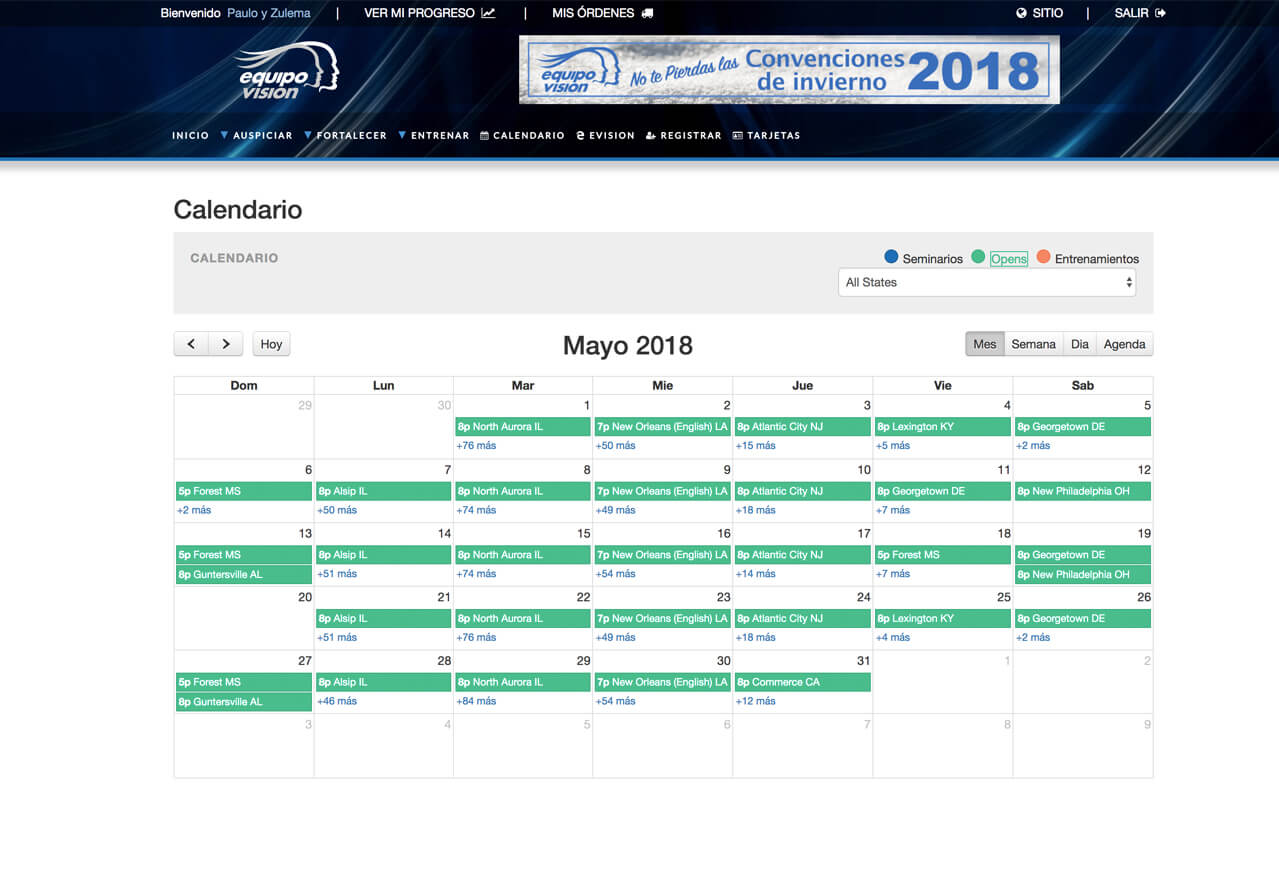 Bienvenido Paulo y Zulema | VER MI PROGRESO | MIS ÓRDENES SITIO | SALIR
equipo
visión
equipo
visión
No te Pierdas las
Convenciones
de invierno
2018
INICIO AUSPICIAR FORTALECER ENTRENAR CALENDARIO EVISION REGISTRAR TARJETAS
Calendario
CALENDARIO
Seminarios Opens Entrenamientos
All States
Hoy
Mayo 2018
Mes Semana Dia Agenda
Dom Lun Mar Mie Jue Vie Sab
29 30 1 2 3 4 5
8p North Aurora IL 7p New Orleans (English) LA 8p Atlantic City NJ 8p Lexington KY 8p Georgetown DE
+76 más +50 más +15 más +5 más +2 más
6 7 8 9 10 11 12
5p Forest MS 8p Alsip IL 8p North Aurora IL 7p New Orleans (English) LA 8p Atlantic City NJ 8p Georgetown DE 8p New Philadelphia OH
+2 más +50 más +74 más +49 más +18 más +7 más
13 14 15 16 17 18 19
5p Forest MS 8p Alsip IL 8p North Aurora IL 7p New Orleans (English) LA 8p Atlantic City NJ 5p Forest MS 8p Georgetown DE
8p Guntersville AL +51 más +74 más +54 más +14 más +7 más 8p New Philadelphia OH
20 21 22 23 24 25 26
8p Alsip IL 8p North Aurora IL 7p New Orleans (English) LA 8p Atlantic City NJ 8p Lexington KY 8p Georgetown DE
+51 más +76 más +49 más +18 más +4 más +2 más
27 28 29 30 31 1 2
5p Forest MS 8p Alsip IL 8p North Aurora IL 7p New Orleans (English) LA 8p Commerce CA
8p Guntersville AL +46 más +84 más +54 más +12 más
3 4 5 6 7 8 9